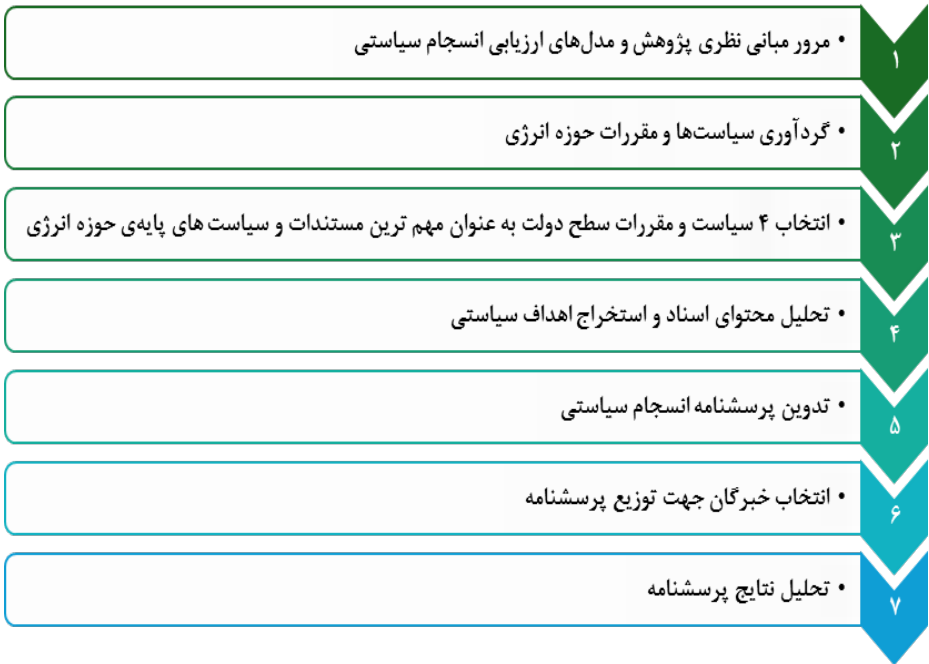 • مرور مبانی نظری پژوهش و مدل‌های ارزیابی انسجام سیاستی
۱
• گردآوری سیاست‌ها و مقررات حوزه انرژی
۲
• انتخاب ۴ سیاست و مقررات سطح دولت به عنوان مهم ترین مستندات و سیاست های پایه‌ی حوزه انرژی
۳
• تحلیل محتوای اسناد و استخراج اهداف سیاستی
۴
• تدوین پرسشنامه انسجام سیاستی
۵
• انتخاب خبرگان جهت توزیع پرسشنامه
۶
• تحلیل نتایج پرسشنامه
۷